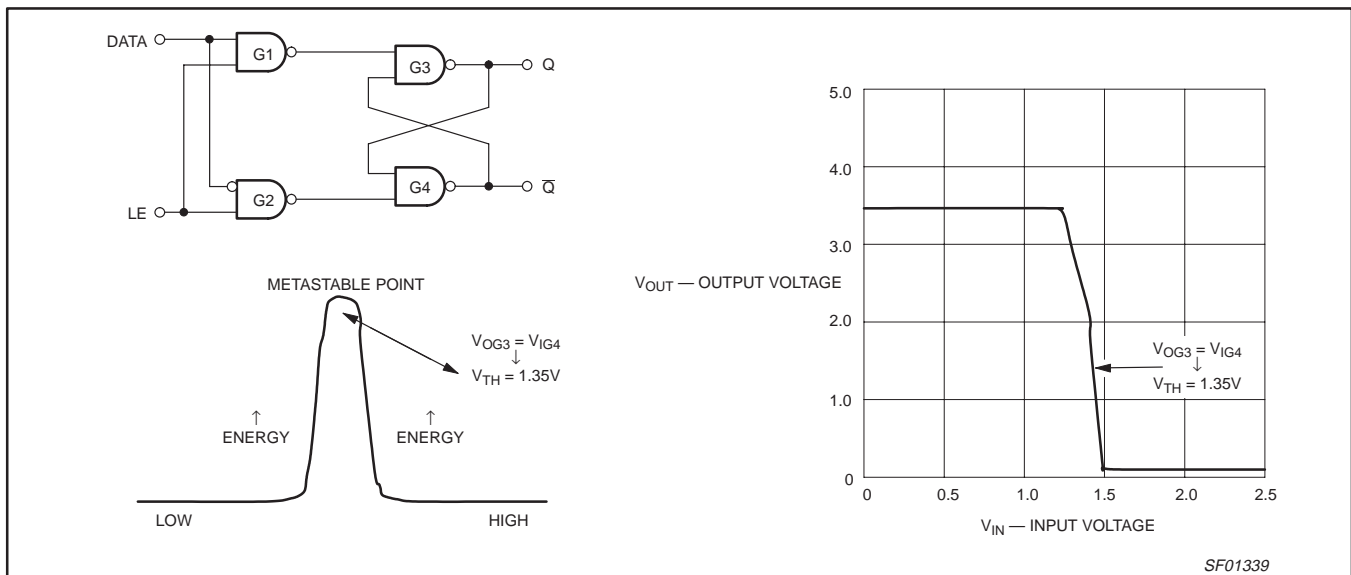 DATA
G1
G3
Q
G2
G4
Q̅
LE
METASTABLE POINT
VOG3 = VIG4
↓
VTH = 1.35V
↑
ENERGY
↑
ENERGY
LOW
HIGH
5.0
4.0
3.0
2.0
1.0
0
VOUT — OUTPUT VOLTAGE
VOG3 = VIG4
↓
VTH = 1.35V
0 0.5 1.0 1.5 2.0 2.5
VIN — INPUT VOLTAGE
SF01339